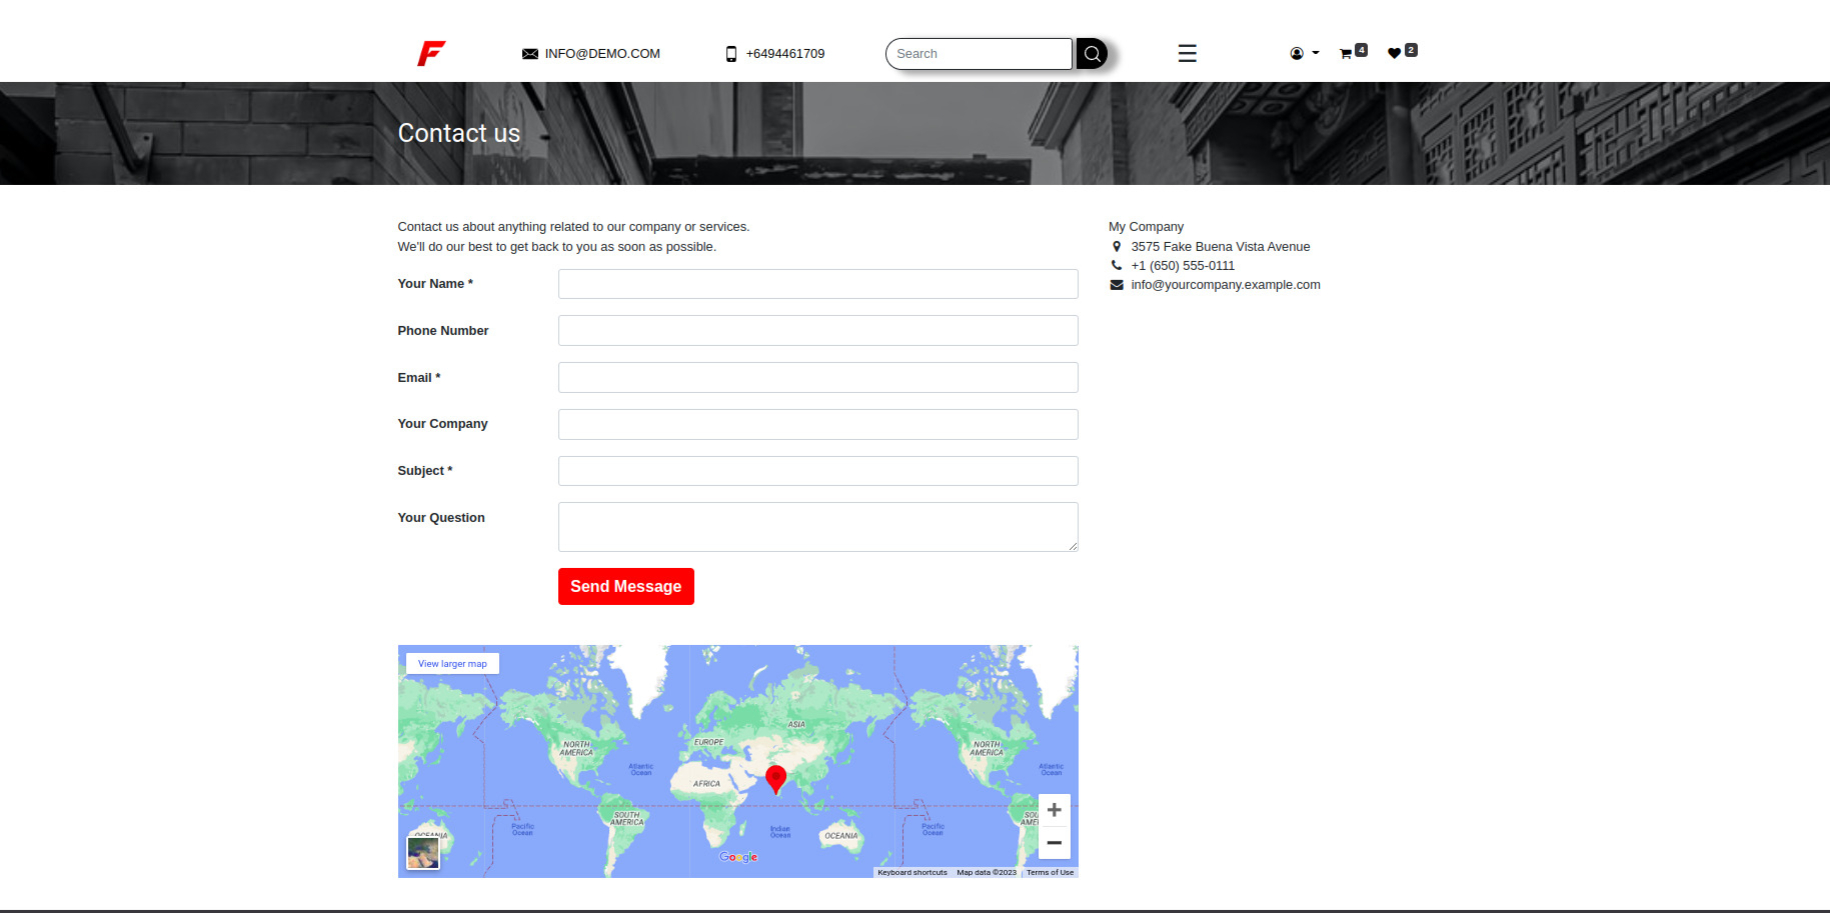 F
INFO@DEMO.COM
+6494461709
Search
4
2
Contact us
Contact us about anything related to our company or services.
We'll do our best to get back to you as soon as possible.
Your Name *
Phone Number
Email *
Your Company
Subject *
Your Question
Send Message
My Company
3575 Fake Buena Vista Avenue
+1 (650) 555-0111
info@yourcompany.example.com
View larger map
ASIA
EUROPE
NORTH
AMERICA
NORTH
AMERICA
Atlantic
Ocean
Atlantic
Ocean
AFRICA
SOUTH
AMERICA
SOU
AME
Pacific
Ocean
Indian
Ocean
Pacific
Ocean
OCEANIA
OCEANIA
Google
Keyboard shortcuts
Map data ©2023
Terms of Use